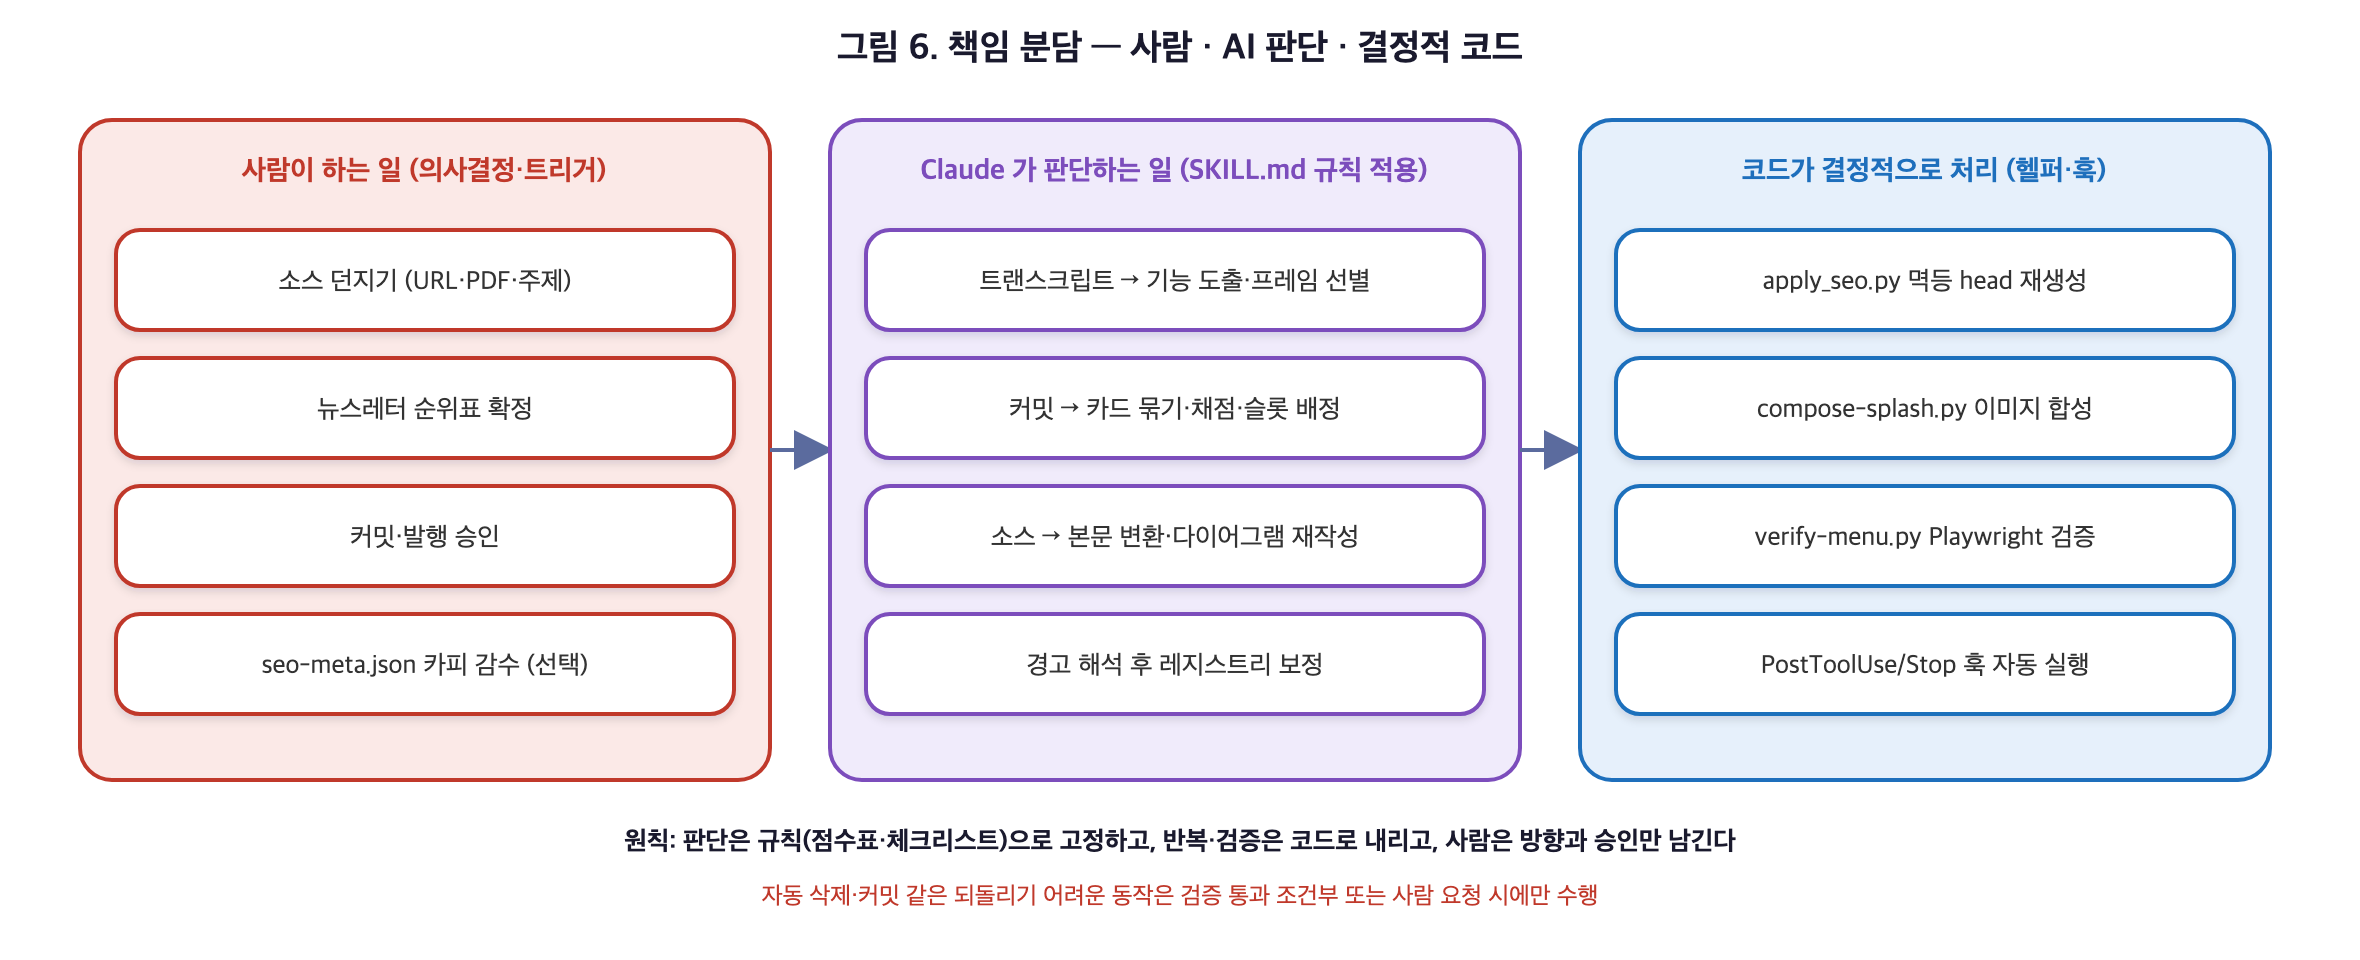 그림 6. 책임 분담 — 사람 · AI 판단 · 결정적 코드
사람이 하는 일 (의사결정·트리거)
소스 던지기 (URL·PDF·주제)
뉴스레터 순위표 확정
커밋·발행 승인
seo-meta.json 카피 감수 (선택)
Claude 가 판단하는 일 (SKILL.md 규칙 적용)
트랜스크립트 → 기능 도출·프레임 선별
커밋 → 카드 묶기·채점·슬롯 배정
소스 → 본문 변환·다이어그램 재작성
경고 해석 후 레지스트리 보정
코드가 결정적으로 처리 (헬퍼·훅)
apply_seo.py 멱등 head 재생성
compose-splash.py 이미지 합성
verify-menu.py Playwright 검증
PostToolUse/Stop 훅 자동 실행
원칙: 판단은 규칙(점수표·체크리스트)으로 고정하고, 반복·검증은 코드로 내리고, 사람은 방향과 승인만 남긴다
자동 삭제·커밋 같은 되돌리기 어려운 동작은 검증 통과 조건부 또는 사람 요청 시에만 수행